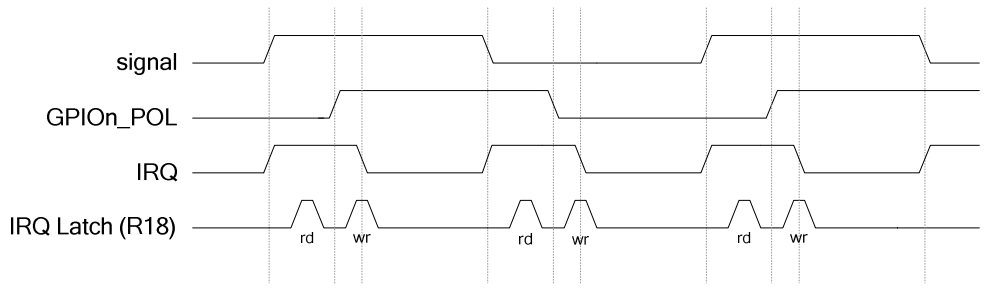 signal
GPIOn_POL
IRQ
IRQ Latch (R18)
rd wr rd wr rd wr